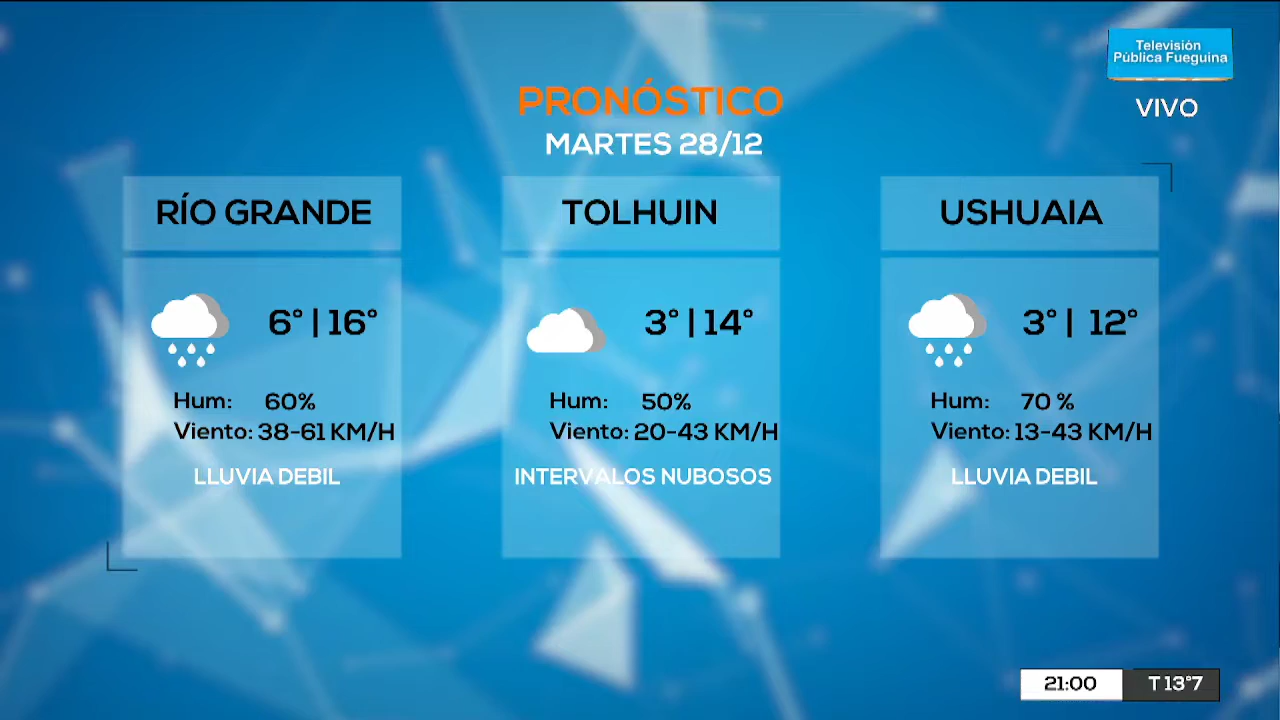 Televisión
Pública Fueguina
VIVO
PRONÓSTICO
MARTES 28/12
RÍO GRANDE
6° | 16°
Hum: 60%
Viento: 38-61 KM/H
LLUVIA DEBIL
TOLHUIN
3° | 14°
Hum: 50%
Viento: 20-43 KM/H
INTERVALOS NUBOSOS
USHUAIA
3° | 12°
Hum: 70 %
Viento: 13-43 KM/H
LLUVIA DEBIL
21:00
T 13°7